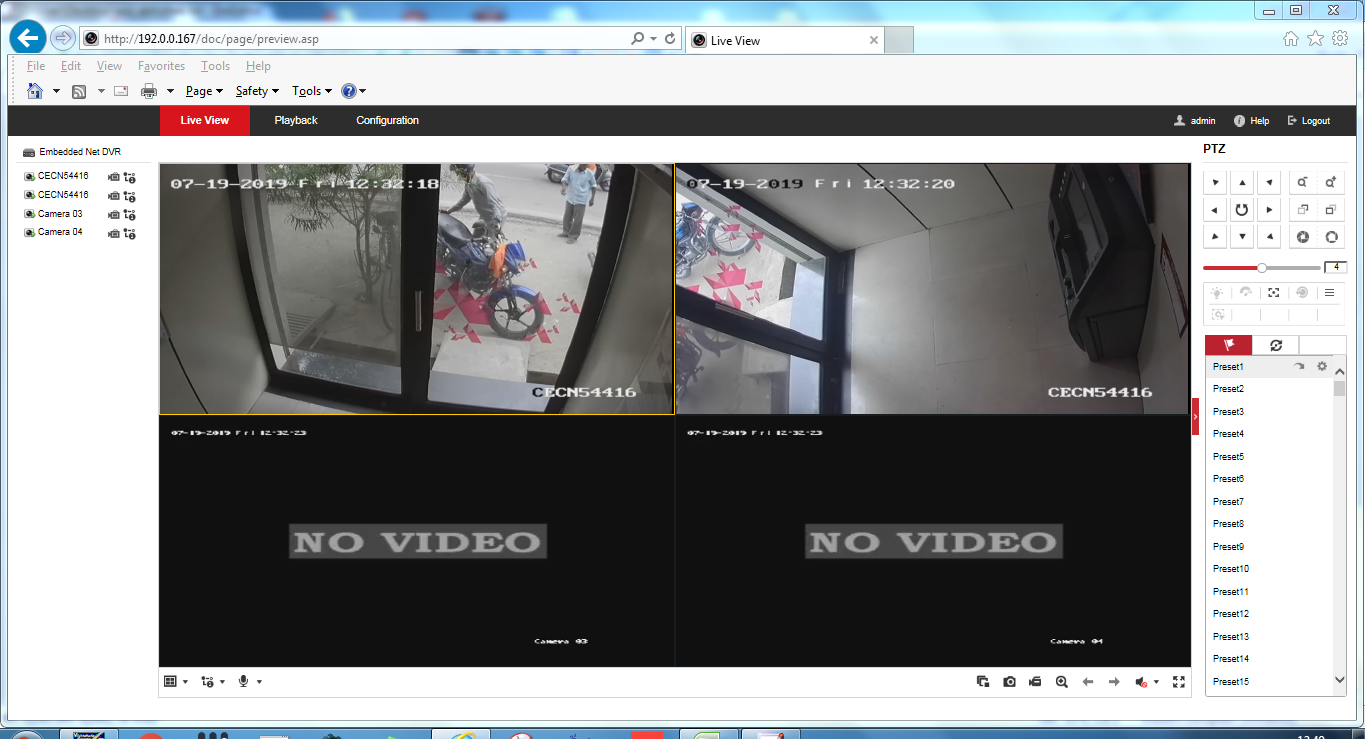 http://192.0.0.167/doc/page/preview.asp
Live View
File Edit View Favorites Tools Help
Page Safety Tools
Live View Playback Configuration
admin Help Logout
Embedded Net DVR
CECN54416
CECN54416
Camera 03
Camera 04
07-19-2019 Fri 12:32:18
CECN54416
07-19-2019 Fri 12:32:20
CECN54416
07-19-2019 Fri 12:32:23
NO VIDEO
Camera 03
07-19-2019 Fri 12:32:23
NO VIDEO
Camera 04
PTZ
4
Preset1
Preset2
Preset3
Preset4
Preset5
Preset6
Preset7
Preset8
Preset9
Preset10
Preset11
Preset12
Preset13
Preset14
Preset15